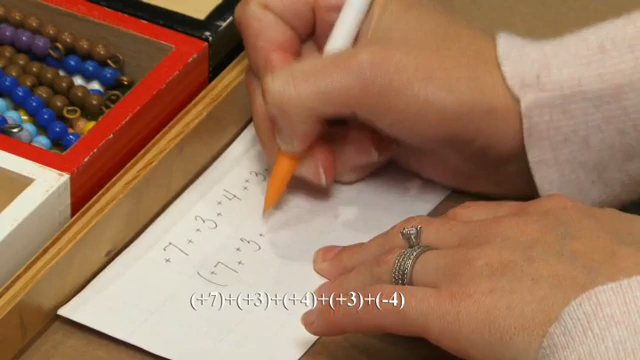 +7 + +3 + +4 + +3
(+7 + +3 +
(+7)+(+3)+(+4)+(+3)+(-4)